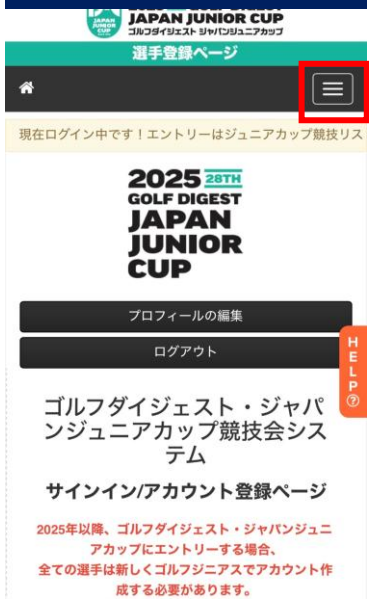 JAPAN JUNIOR CUP
ゴルフダイジェスト ジャパンジュニアカップ
選手登録ページ
現在ログイン中です！エントリーはジュニアカップ競技リス
2025 28TH
GOLF DIGEST
JAPAN
JUNIOR
CUP
プロフィールの編集
ログアウト
HELP?
ゴルフダイジェスト・ジャパ
ンジュニアカップ競技会シス
テム
サインイン/アカウント登録ページ
2025年以降、ゴルフダイジェスト・ジャパンジュニ
アカップにエントリーする場合、
全ての選手は新しくゴルフジニアスでアカウント作
成する必要があります。